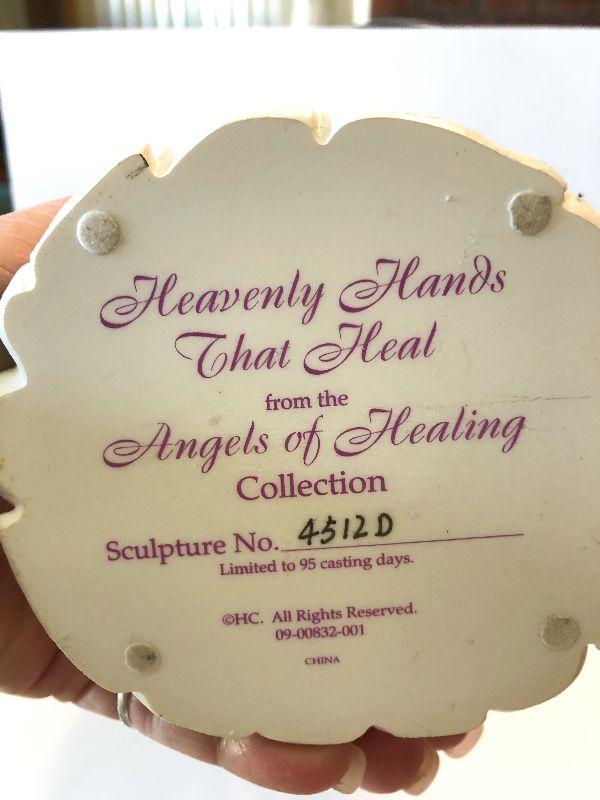 Heavenly Hands
That Heal
from the
Angels of Healing
Collection
Sculpture No. 4512D
Limited to 95 casting days.
©HC. All Rights Reserved.
09-00832-001
CHINA